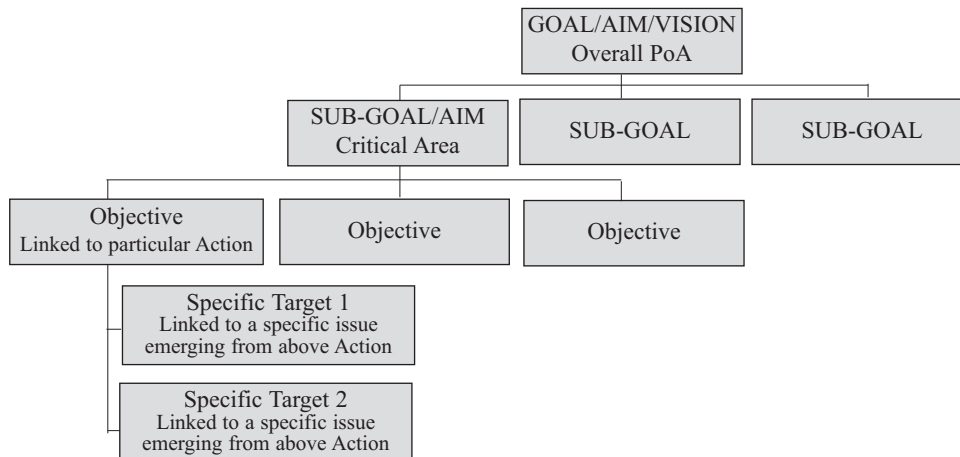 GOAL/AIM/VISION
Overall PoA
SUB-GOAL/AIM
Critical Area
SUB-GOAL
SUB-GOAL
Objective
Linked to particular Action
Objective
Objective
Specific Target 1
Linked to a specific issue
emerging from above Action
Specific Target 2
Linked to a specific issue
emerging from above Action